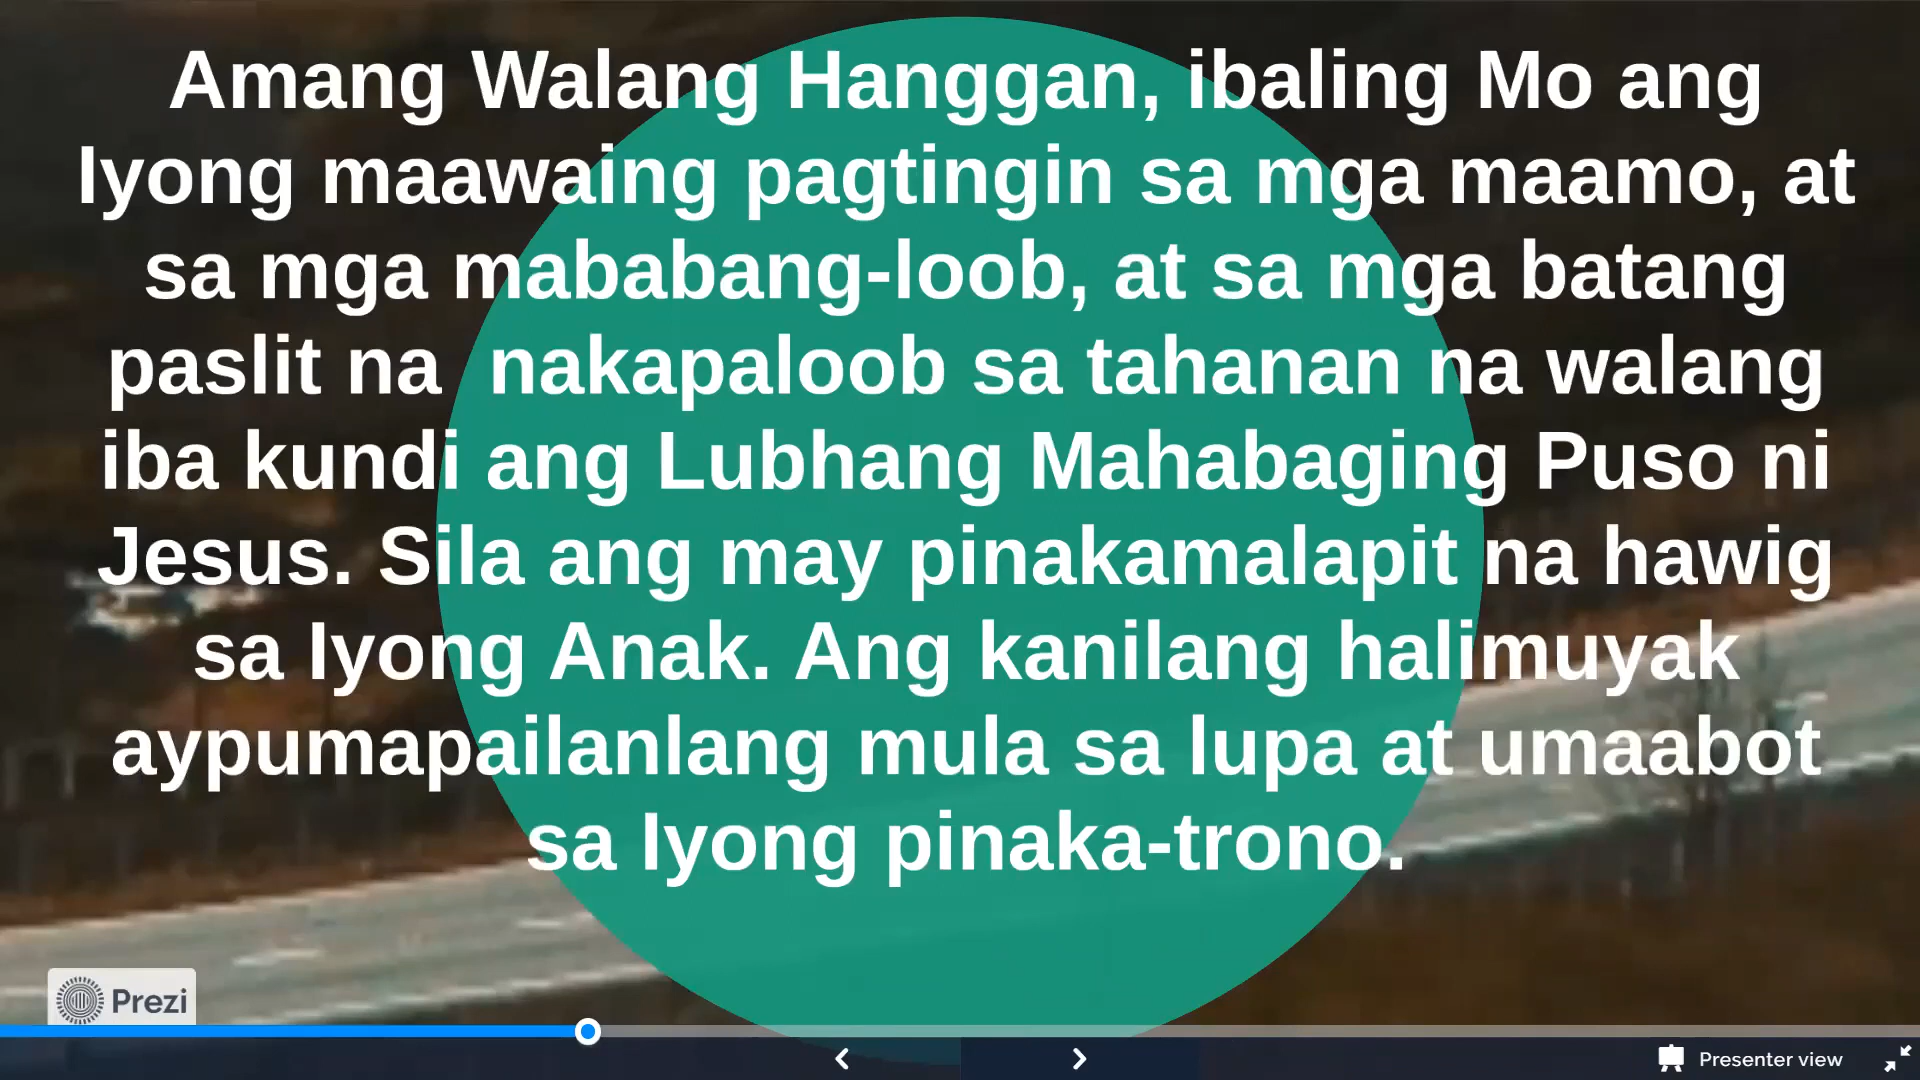 Amang Walang Hanggan, ibaling Mo ang
Iyong maawaing pagtingin sa mga maamo, at
sa mga mababang-loob, at sa mga batang
paslit na  nakapaloob sa tahanan na walang
iba kundi ang Lubhang Mahabaging Puso ni
Jesus. Sila ang may pinakamalapit na hawig
sa Iyong Anak. Ang kanilang halimuyak
aypumapailanlang mula sa lupa at umaabot
sa Iyong pinaka-trono.
Prezi
Presenter view